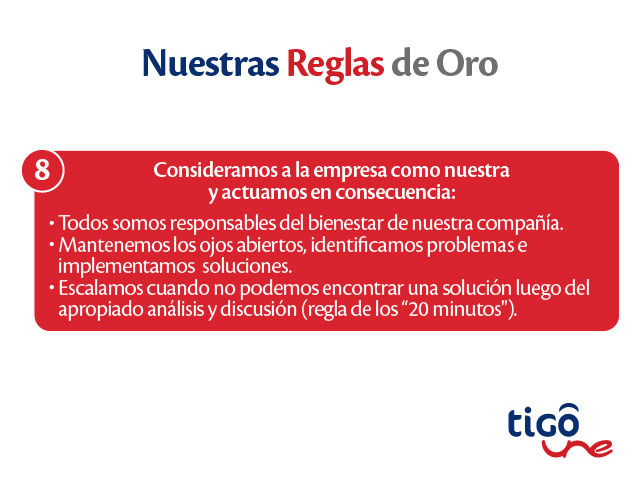 Nuestras Reglas de Oro
8
Consideramos a la empresa como nuestra
y actuamos en consecuencia:
• Todos somos responsables del bienestar de nuestra compañía.
• Mantenemos los ojos abiertos, identificamos problemas e
implementamos  soluciones.
• Escalamos cuando no podemos encontrar una solución luego del
apropiado análisis y discusión (regla de los “20 minutos").
tigô
une